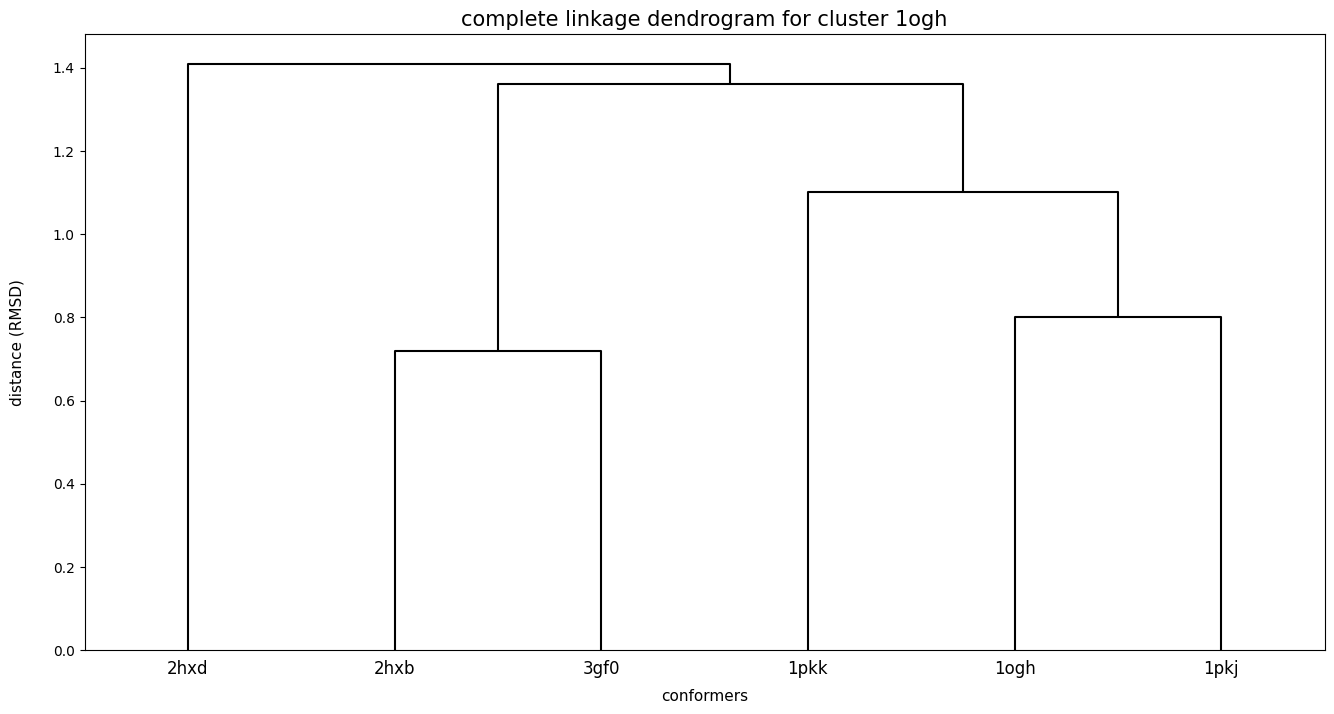 complete linkage dendrogram for cluster 1ogh
distance (RMSD)
1.4
1.2
1.0
0.8
0.6
0.4
0.2
0.0
2hxd 2hxb 3gf0 1pkk 1ogh 1pkj
conformers